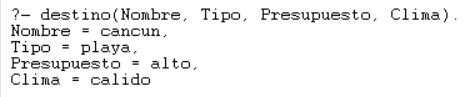 ?- destino(Nombre, Tipo, Presupuesto, Clima).
Nombre = cancun,
Tipo = playa,
Presupuesto = alto,
Clima = calido